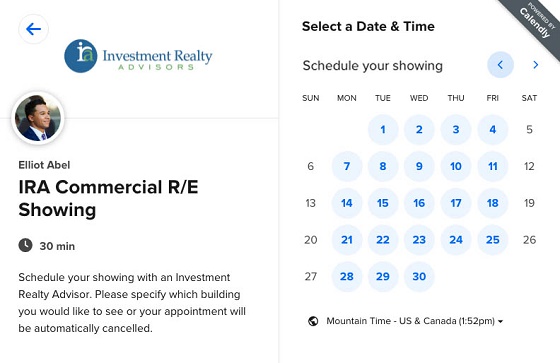 POWERED BY
Calendly
ira Investment Realty
ADVISORS
Elliot Abel
IRA Commercial R/E
Showing
30 min
Schedule your showing with an Investment
Realty Advisor. Please specify which building
you would like to see or your appointment will
be automatically cancelled.
Select a Date & Time
Schedule your showing
SUN MON TUE WED THU FRI SAT
1 2 3 4 5
6 7 8 9 10 11 12
13 14 15 16 17 18 19
20 21 22 23 24 25 26
27 28 29 30
Mountain Time - US & Canada (1:52pm)